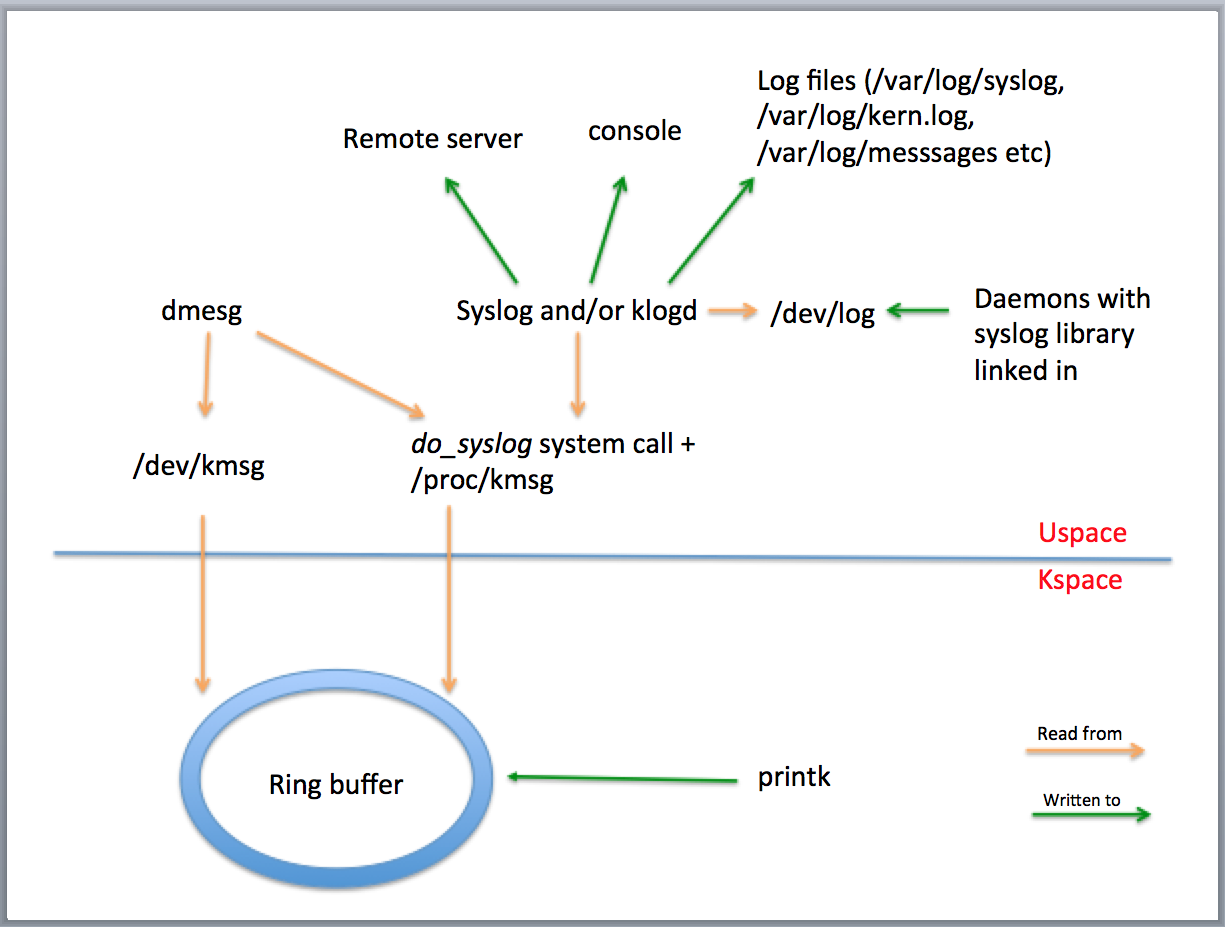 Log files (/var/log/syslog,
/var/log/kern.log,
/var/log/messsages etc)
Remote server
console
dmesg
Syslog and/or klogd
/dev/log
Daemons with
syslog library
linked in
/dev/kmsg
do_syslog system call +
/proc/kmsg
Uspace
Kspace
Ring buffer
printk
Read from
Written to